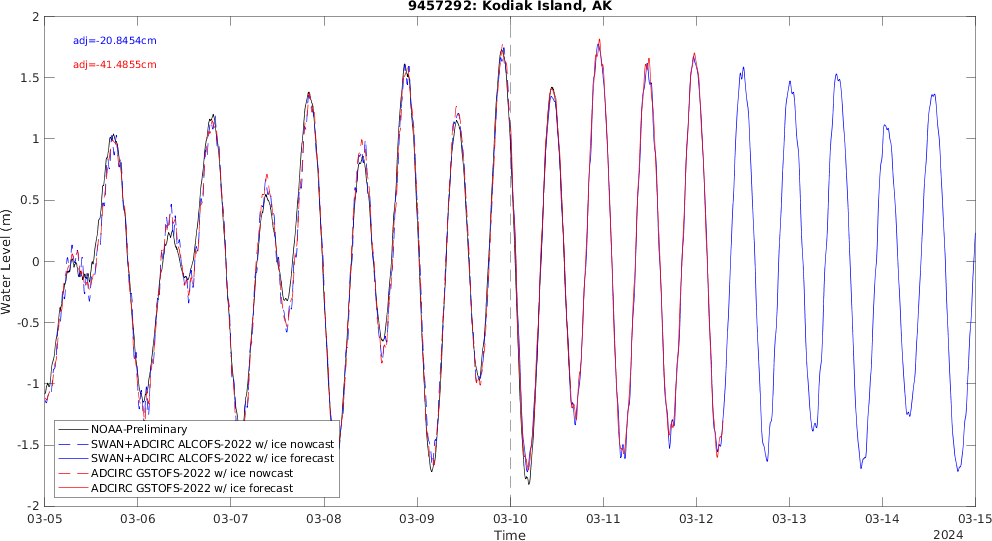 9457292: Kodiak Island, AK
adj=-20.8454cm
adj=-41.4855cm
Water Level (m)
2
1.5
1
0.5
0
-0.5
-1
-1.5
-2
NOAA-Preliminary
SWAN+ADCIRC ALCOFS-2022 w/ ice nowcast
SWAN+ADCIRC ALCOFS-2022 w/ ice forecast
ADCIRC GSTOFS-2022 w/ ice nowcast
ADCIRC GSTOFS-2022 w/ ice forecast
03-05 03-06 03-07 03-08 03-09 03-10 03-11 03-12 03-13 03-14 03-15
Time
2024